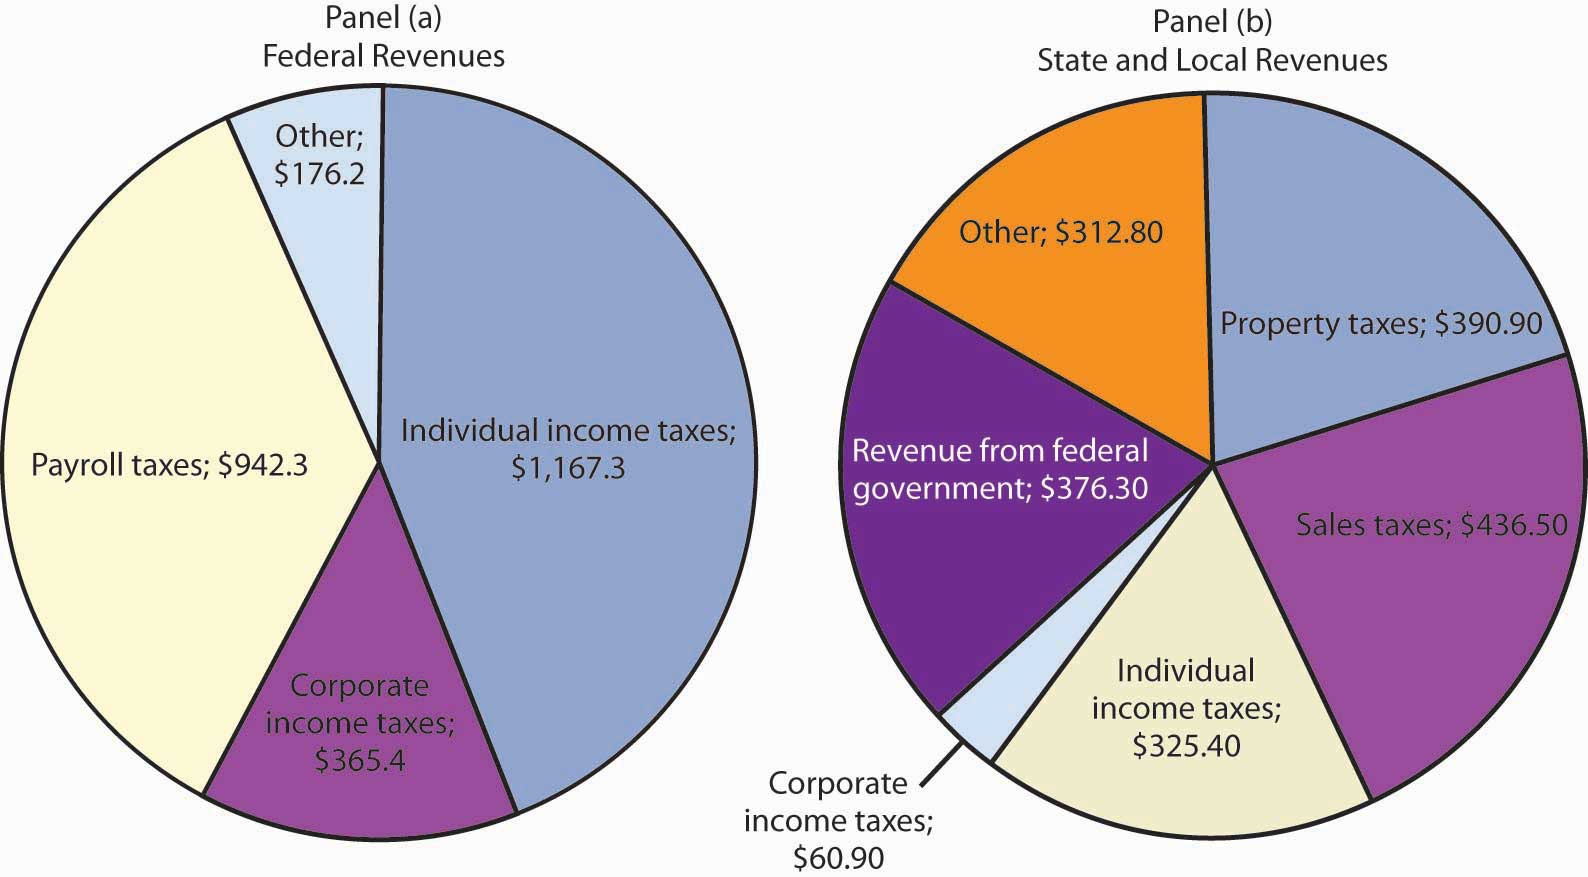 Panel (a)
Federal Revenues
Other;
$176.2
Individual income taxes;
$1,167.3
Payroll taxes; $942.3
Corporate
income taxes;
$365.4
Panel (b)
State and Local Revenues
Other; $312.80
Property taxes; $390.90
Revenue from federal
government; $376.30
Sales taxes; $436.50
Individual
income taxes;
$325.40
Corporate
income taxes;
$60.90